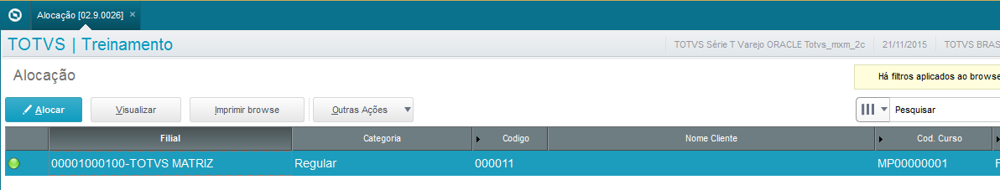 Alocação [02.9.0026] ×
TOTVS | Treinamento
TOTVS Série T Varejo ORACLE Totvs_mxm_2c 21/11/2015 TOTVS BRAS
Alocação
Há filtros aplicados ao browse
Alocar Visualizar Imprimir browse Outras Ações Pesquisar
Filial Categoria Codigo Nome Cliente Cod. Curso
00001000100-TOTVS MATRIZ Regular 000011 MP00000001